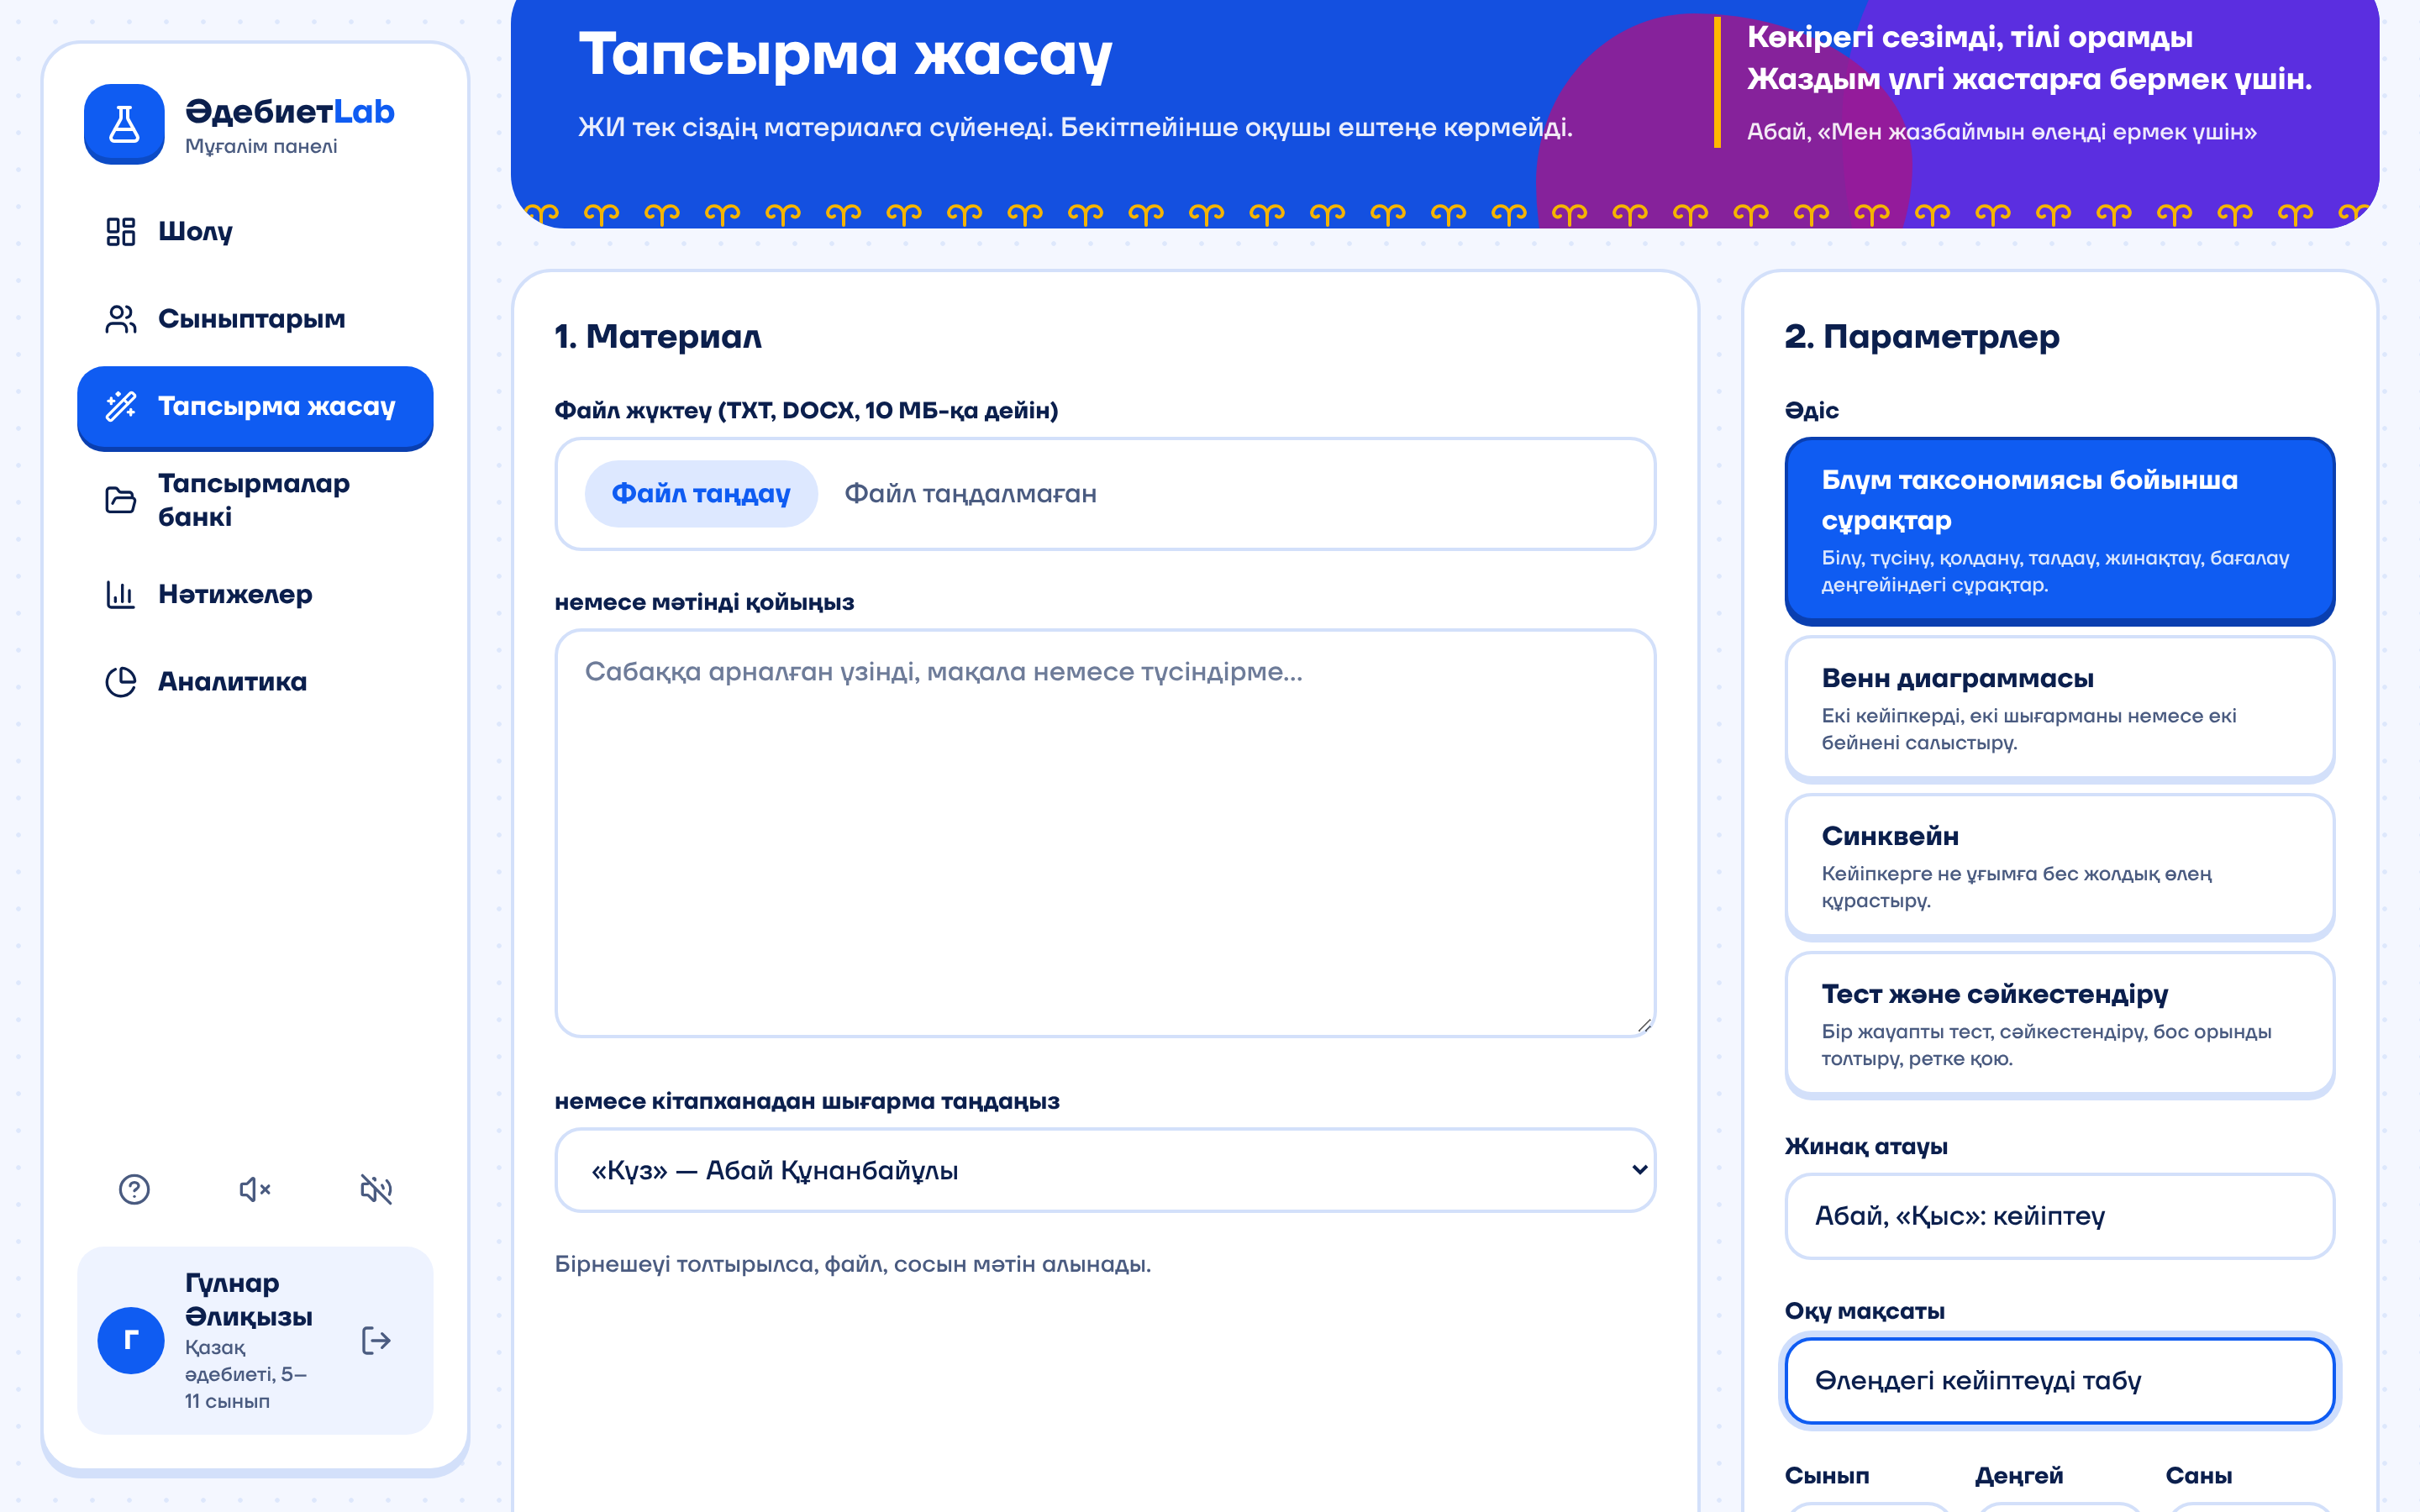 ӘдебиетLab
Мұғалім панелі
Шолу
Сыныптарым
Тапсырма жасау
Тапсырмалар
банкі
Нәтижелер
Аналитика
Г
Гүлнар
Әлиқызы
Қазақ
әдебиеті, 5–
11 сынып
Тапсырма жасау
ЖИ тек сіздің материалға сүйенеді. Бекітпейінше оқушы ештеңе көрмейді.
Көкірегі сезімді, тілі орамды
Жаздым үлгі жастарға бермек үшін.
Абай, «Мен жазбаймын өлеңді ермек үшін»
1. Материал
Файл жүктеу (TXT, DOCX, 10 МБ-қа дейін)
Файл таңдау
Файл таңдалмаған
немесе мәтінді қойыңыз
Сабаққа арналған үзінді, мақала немесе түсіндірме...
немесе кітапханадан шығарма таңдаңыз
«Күз» — Абай Құнанбайұлы
Бірнешеуі толтырылса, файл, сосын мәтін алынады.
2. Параметрлер
Әдіс
Блум таксономиясы бойынша
сұрақтар
Білу, түсіну, қолдану, талдау, жинақтау, бағалау
деңгейіндегі сұрақтар.
Венн диаграммасы
Екі кейіпкерді, екі шығарманы немесе екі
бейнені салыстыру.
Синквейн
Кейіпкерге не ұғымға бес жолдық өлең
құрастыру.
Тест және сәйкестендіру
Бір жауапты тест, сәйкестендіру, бос орынды
толтыру, ретке қою.
Жинақ атауы
Абай, «Қыс»: кейіптеу
Оқу мақсаты
Өлеңдегі кейіптеуді табу
Сынып
Деңгей
Саны